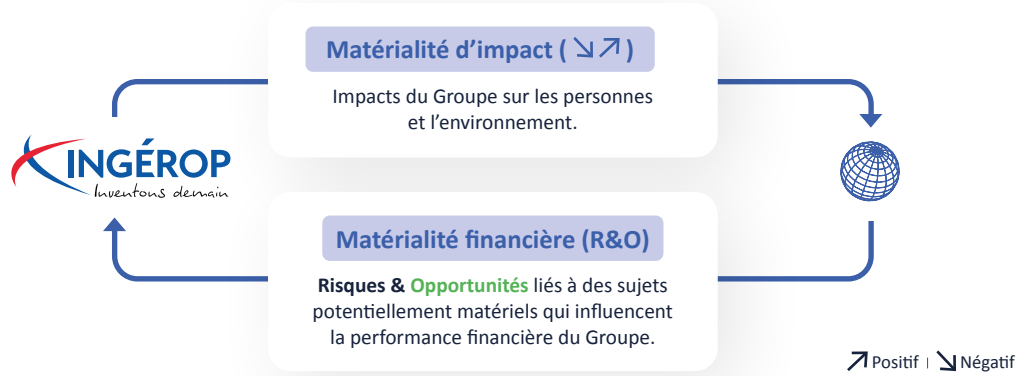 Matérialité d’impact ( ↘↗ )
Impacts du Groupe sur les personnes
et l’environnement.
INGÉROP
Inventons demain
Matérialité financière (R&O)
Risques & Opportunités liés à des sujets
potentiellement matériels qui influencent
la performance financière du Groupe.
↗ Positif | ↘ Négatif